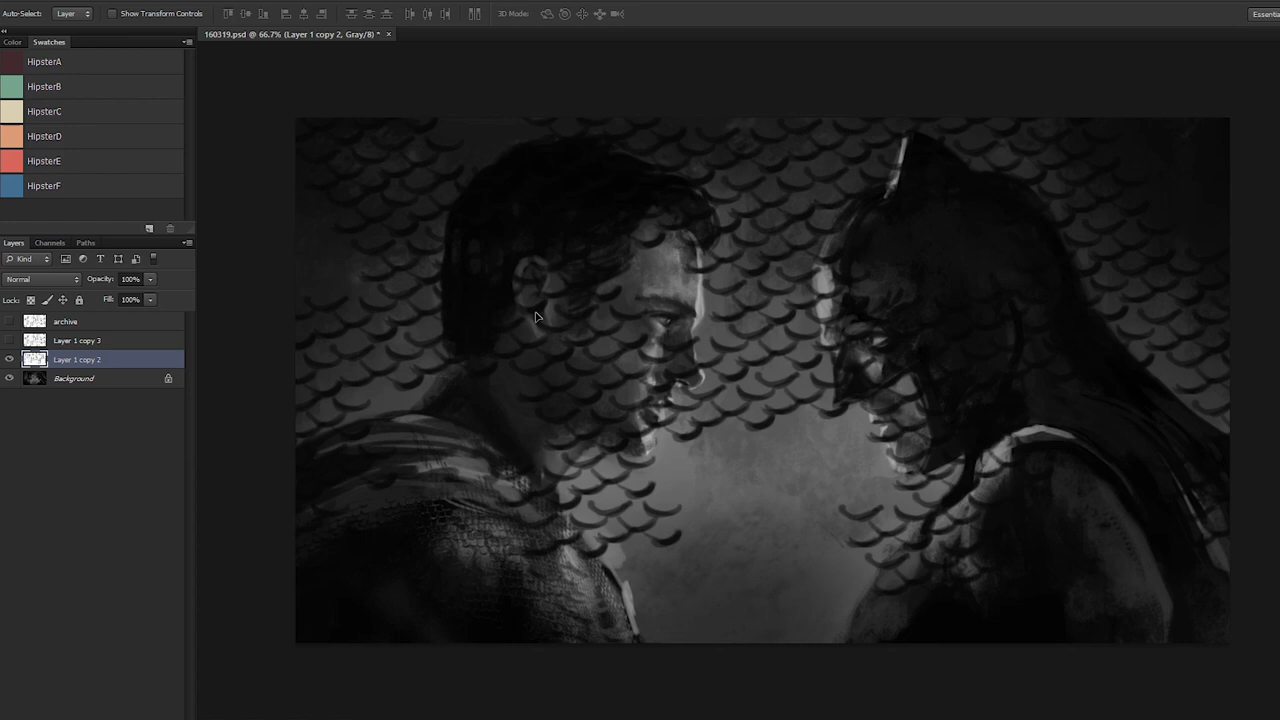 Auto-Select: Layer Show Transform Controls 3D Mode: Essentia
160319.psd @ 66.7% (Layer 1 copy 2, Gray/8) * ×
Color Swatches
HipsterA
HipsterB
HipsterC
HipsterD
HipsterE
HipsterF
Layers Channels Paths
Kind
Normal Opacity: 100%
Lock: Fill: 100%
archive
Layer 1 copy 3
Layer 1 copy 2
Background